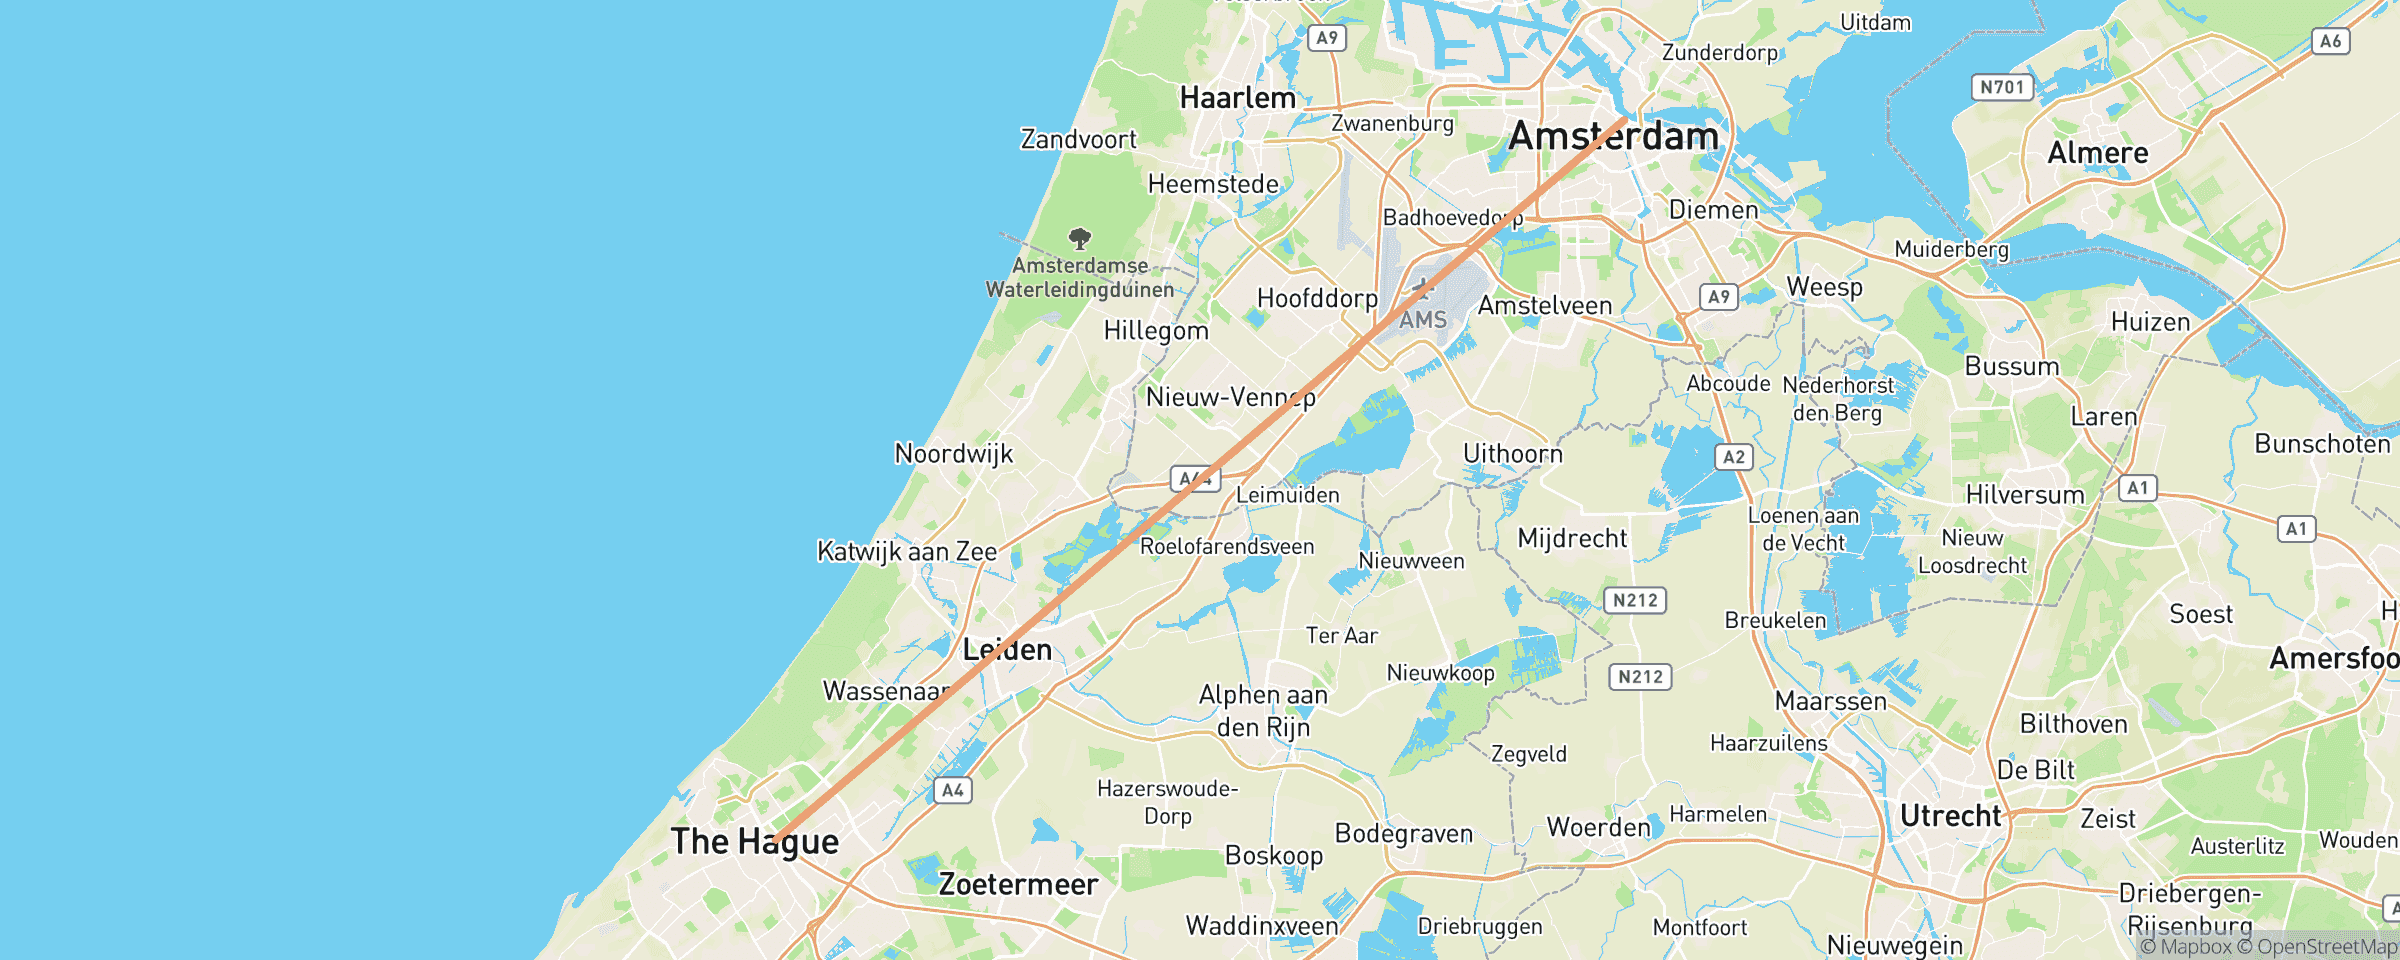 Uitdam
A9
A6
Zunderdorp
N701
Haarlem
Zwanenburg
Amsterdam
Zandvoort
Almere
Heemstede
Badhoevedorp
Diemen
Muiderberg
Amsterdamse
Waterleidingduinen
Hoofddorp
AMS
Amstelveen
A9
Weesp
Hillegom
Huizen
Bussum
Abcoude
Nederhorst
den Berg
Nieuw-Vennep
Laren
Noordwijk
Uithoorn
A2
Bunschoten
A44
Leimuiden
Hilversum
A1
Loenen aan
de Vecht
A1
Katwijk aan Zee
Roelofarendsveen
Nieuwveen
Mijdrecht
Nieuw
Loosdrecht
N212
Breukelen
Soest
Ter Aar
Leiden
Amersfoo
Nieuwkoop
N212
Wassenaar
Alphen aan
den Rijn
Maarssen
Bilthoven
Haarzuilens
Zegveld
De Bilt
A4
Hazerswoude-
Dorp
Harmelen
Utrecht
Zeist
The Hague
Bodegraven
Woerden
Austerlitz
Wouden
Boskoop
Zoetermeer
Driebergen-
Rijsenburg
Waddinxveen
Driebruggen
Montfoort
Nieuwegein
© Mapbox © OpenStreetMap